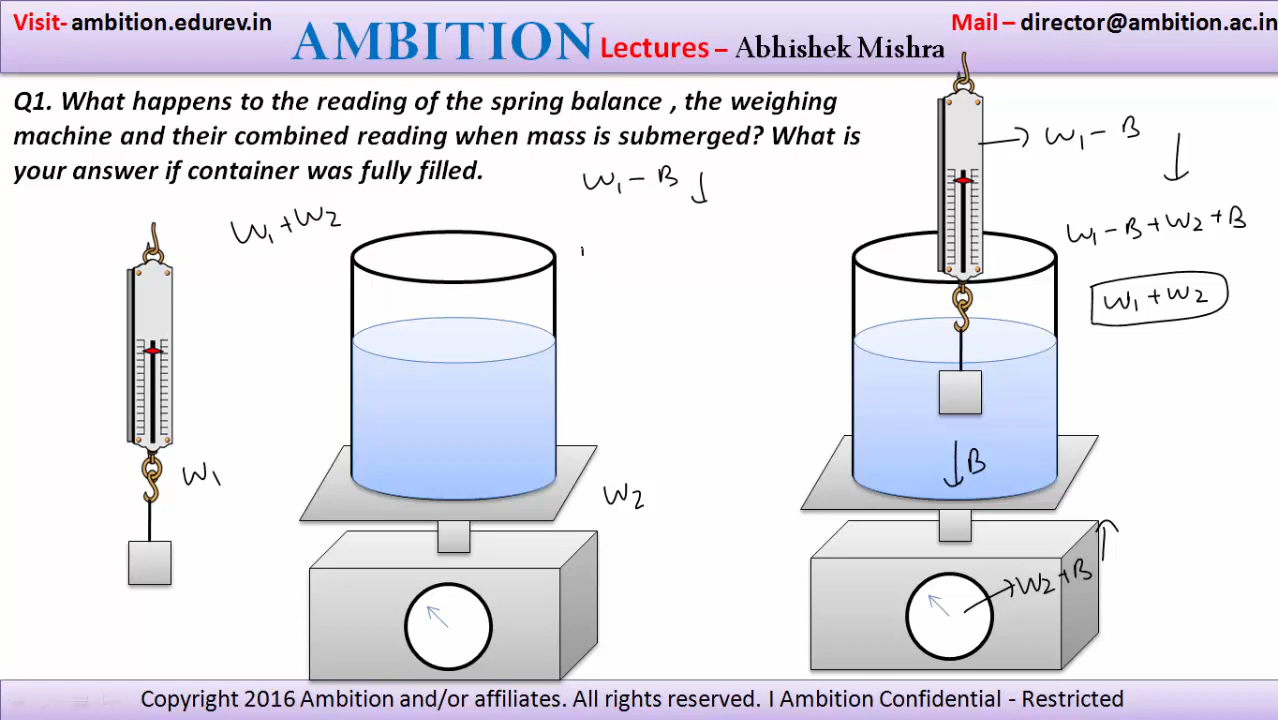 Visit- ambition.edurev.in
AMBITION Lectures – Abhishek Mishra
Mail – director@ambition.ac.in
Q1. What happens to the reading of the spring balance , the weighing
machine and their combined reading when mass is submerged? What is
your answer if container was fully filled.
W₁ - B ↓
W₁ + W₂
W₁
W₂
→ W₁ - B ↓
W₁ - B + W₂ + B
W₁ + W₂
↓ B
→ W₂ + B ↑
Copyright 2016 Ambition and/or affiliates. All rights reserved. I Ambition Confidential - Restricted